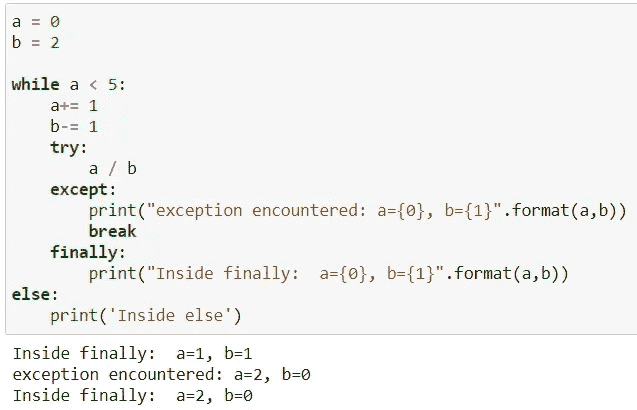 a = 0
b = 2

while a < 5:
    a+= 1
    b-= 1
    try:
        a / b
    except:
        print("exception encountered: a={0}, b={1}".format(a,b))
        break
    finally:
        print("Inside finally:  a={0}, b={1}".format(a,b))
else:
    print('Inside else')
Inside finally:  a=1, b=1
exception encountered: a=2, b=0
Inside finally:  a=2, b=0